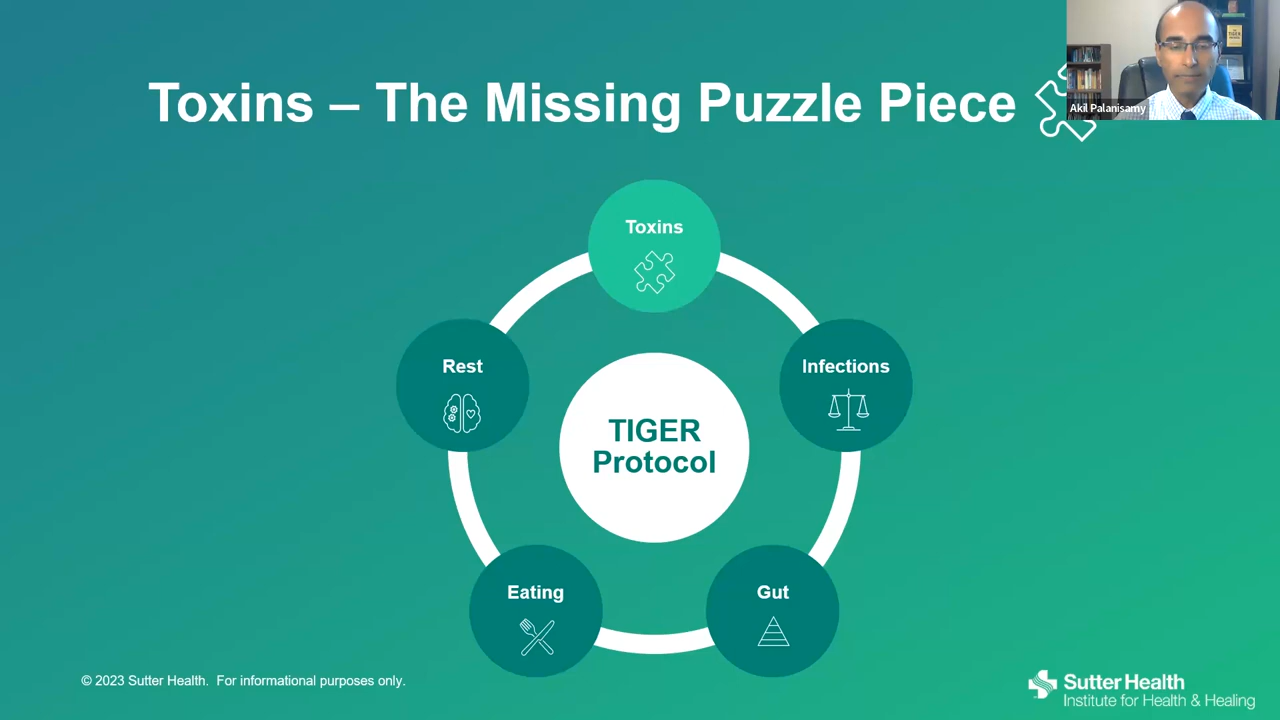 Toxins – The Missing Puzzle Piece
Akil Palanisamy
Toxins
Rest
Infections
TIGER
Protocol
Eating
Gut
© 2023 Sutter Health. For informational purposes only.
Sutter Health
Institute for Health & Healing